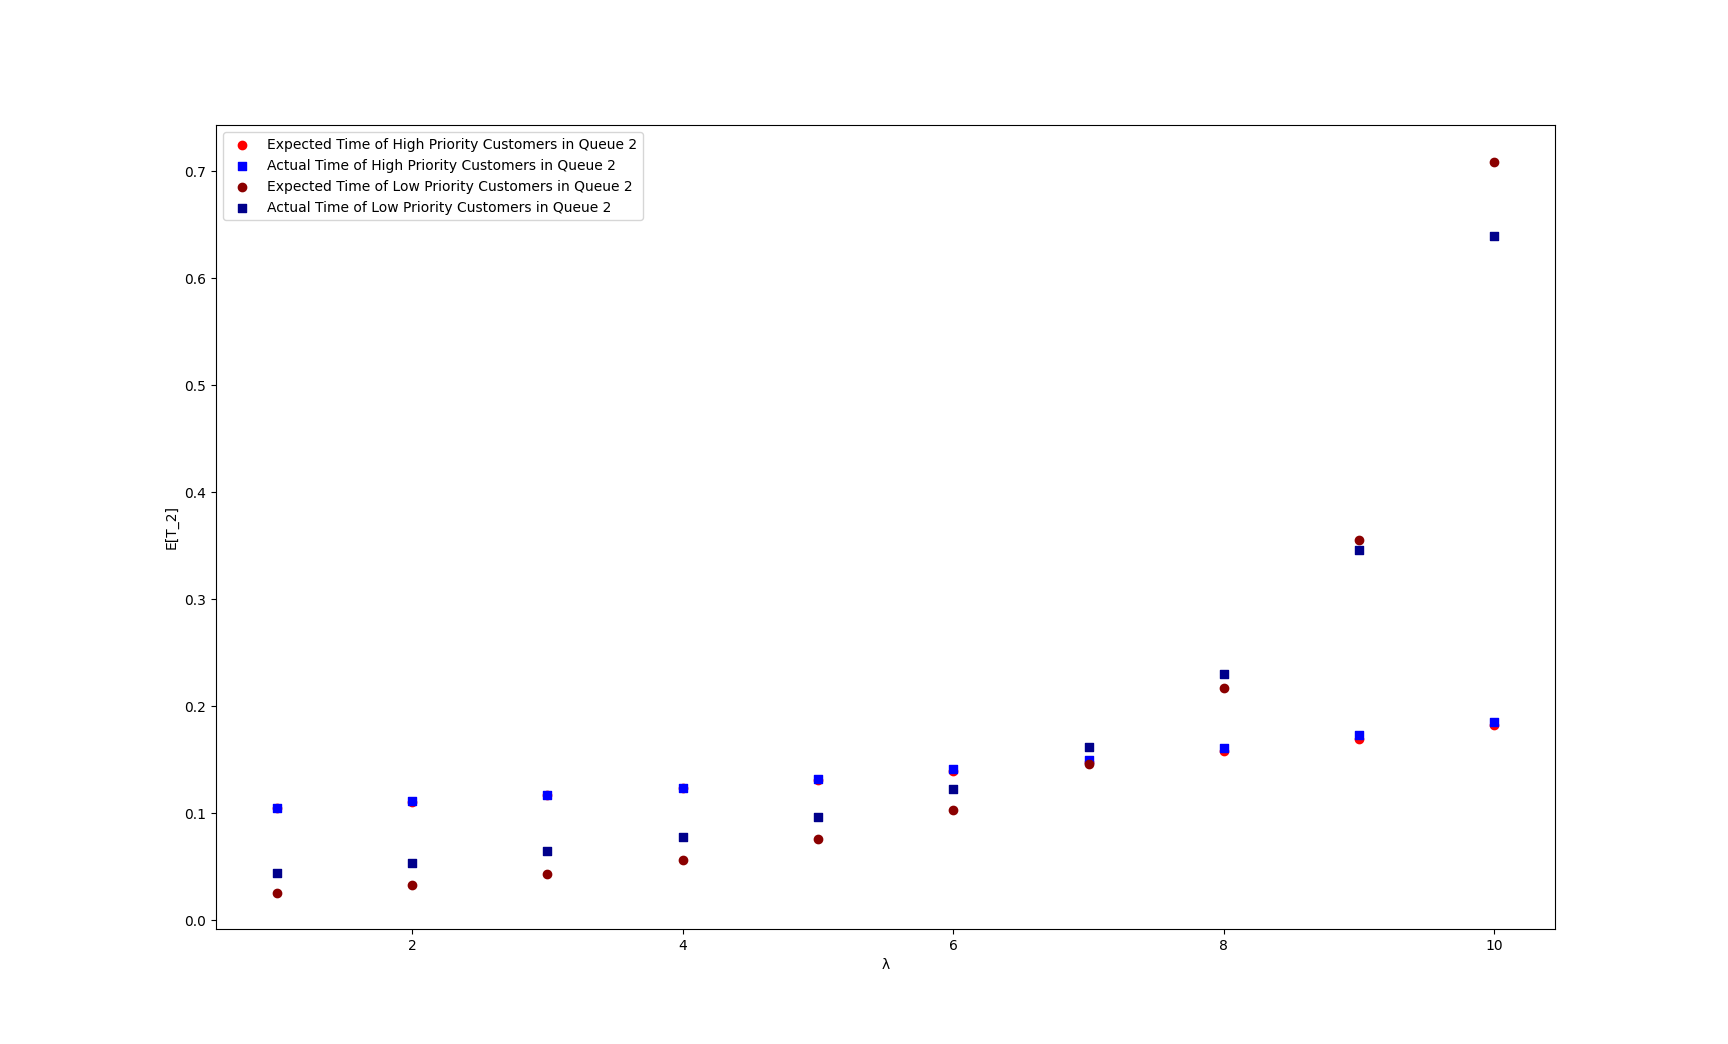 Expected Time of High Priority Customers in Queue 2
Actual Time of High Priority Customers in Queue 2
Expected Time of Low Priority Customers in Queue 2
Actual Time of Low Priority Customers in Queue 2
0.7
0.6
0.5
0.4
0.3
0.2
0.1
0.0
E[T_2]
2 4 6 8 10
λ